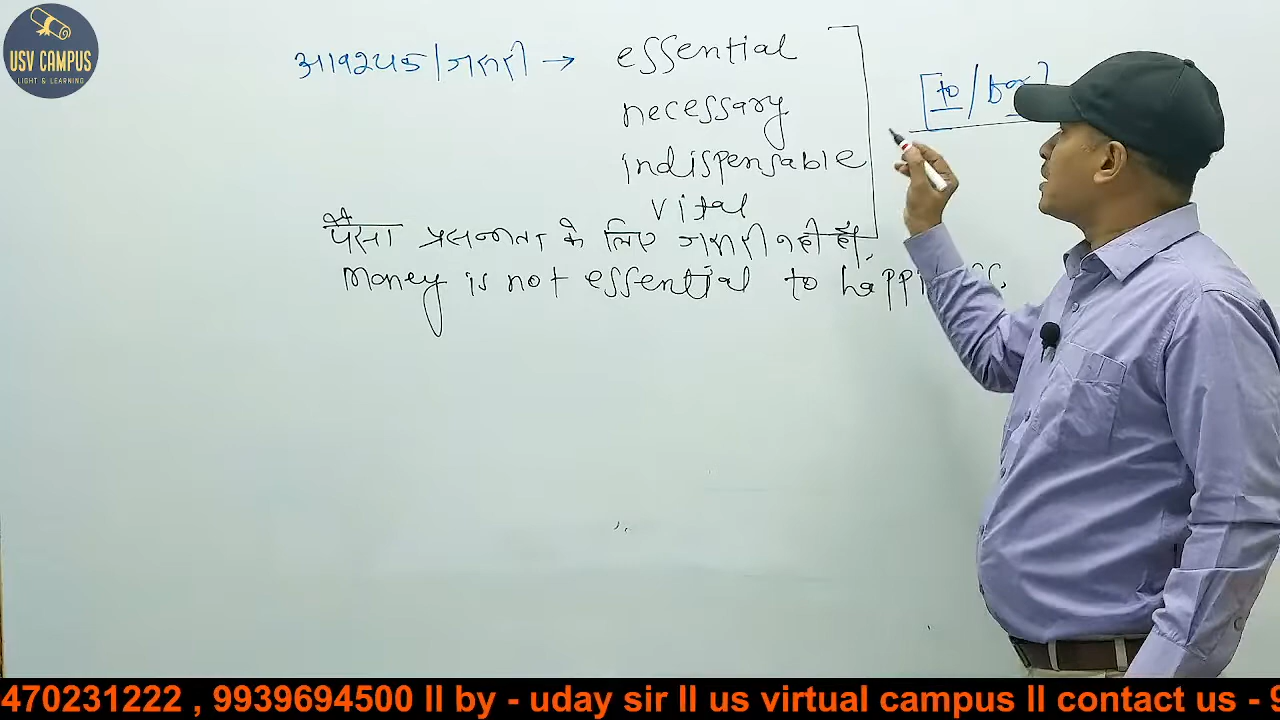 USV CAMPUS
LIGHT & LEARNING
आवश्यक/जरूरी → essential
necessary
indispensable
vital
[to/for]
पैसा प्रसन्नता के लिए जरूरी नहीं है।
Money is not essential to happiness.
470231222 , 9939694500 ll by - uday sir ll us virtual campus ll contact us - 9